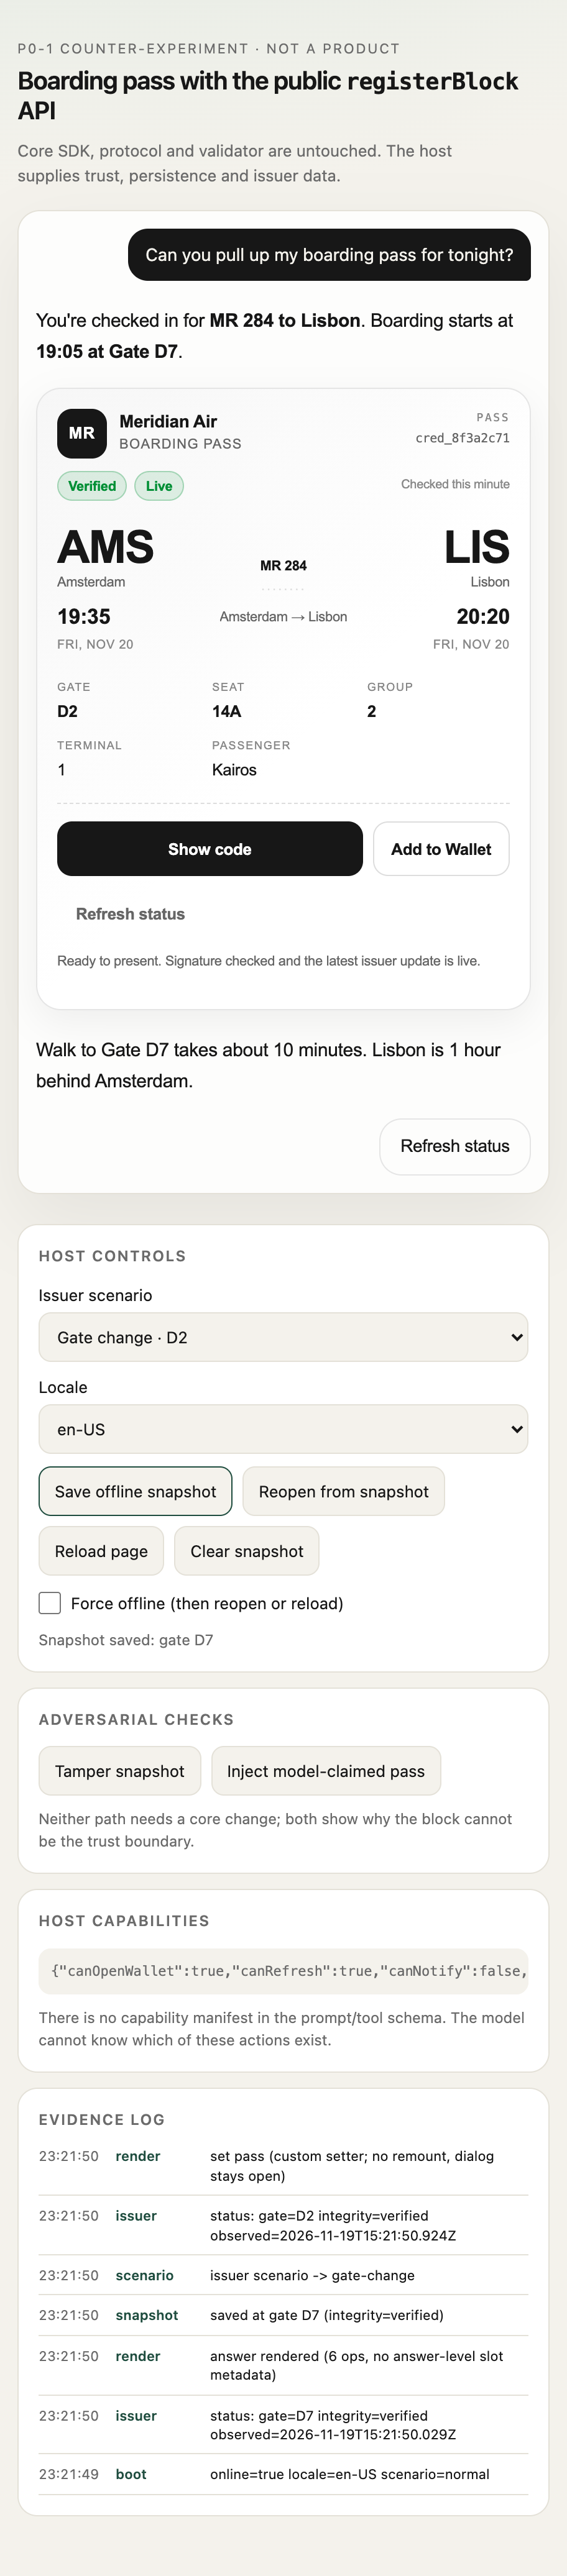 P0-1 COUNTER-EXPERIMENT · NOT A PRODUCT
Boarding pass with the public registerBlock
API
Core SDK, protocol and validator are untouched. The host
supplies trust, persistence and issuer data.
Can you pull up my boarding pass for tonight?
You're checked in for MR 284 to Lisbon. Boarding starts at
19:05 at Gate D7.
MR
Meridian Air
BOARDING PASS
PASS
cred_8f3a2c71
Verified
Live
Checked this minute
AMS
Amsterdam
19:35
FRI, NOV 20
MR 284
Amsterdam → Lisbon
LIS
Lisbon
20:20
FRI, NOV 20
GATE
D2
SEAT
14A
GROUP
2
TERMINAL
1
PASSENGER
Kairos
Show code
Add to Wallet
Refresh status
Ready to present. Signature checked and the latest issuer update is live.
Walk to Gate D7 takes about 10 minutes. Lisbon is 1 hour
behind Amsterdam.
Refresh status
HOST CONTROLS
Issuer scenario
Gate change · D2
Locale
en-US
Save offline snapshot
Reopen from snapshot
Reload page
Clear snapshot
Force offline (then reopen or reload)
Snapshot saved: gate D7
ADVERSARIAL CHECKS
Tamper snapshot
Inject model-claimed pass
Neither path needs a core change; both show why the block cannot
be the trust boundary.
HOST CAPABILITIES
{"canOpenWallet":true,"canRefresh":true,"canNotify":false,
There is no capability manifest in the prompt/tool schema. The model
cannot know which of these actions exist.
EVIDENCE LOG
23:21:50 render set pass (custom setter; no remount, dialog
stays open)
23:21:50 issuer status: gate=D2 integrity=verified
observed=2026-11-19T15:21:50.924Z
23:21:50 scenario issuer scenario -> gate-change
23:21:50 snapshot saved at gate D7 (integrity=verified)
23:21:50 render answer rendered (6 ops, no answer-level slot
metadata)
23:21:50 issuer status: gate=D7 integrity=verified
observed=2026-11-19T15:21:50.029Z
23:21:49 boot online=true locale=en-US scenario=normal